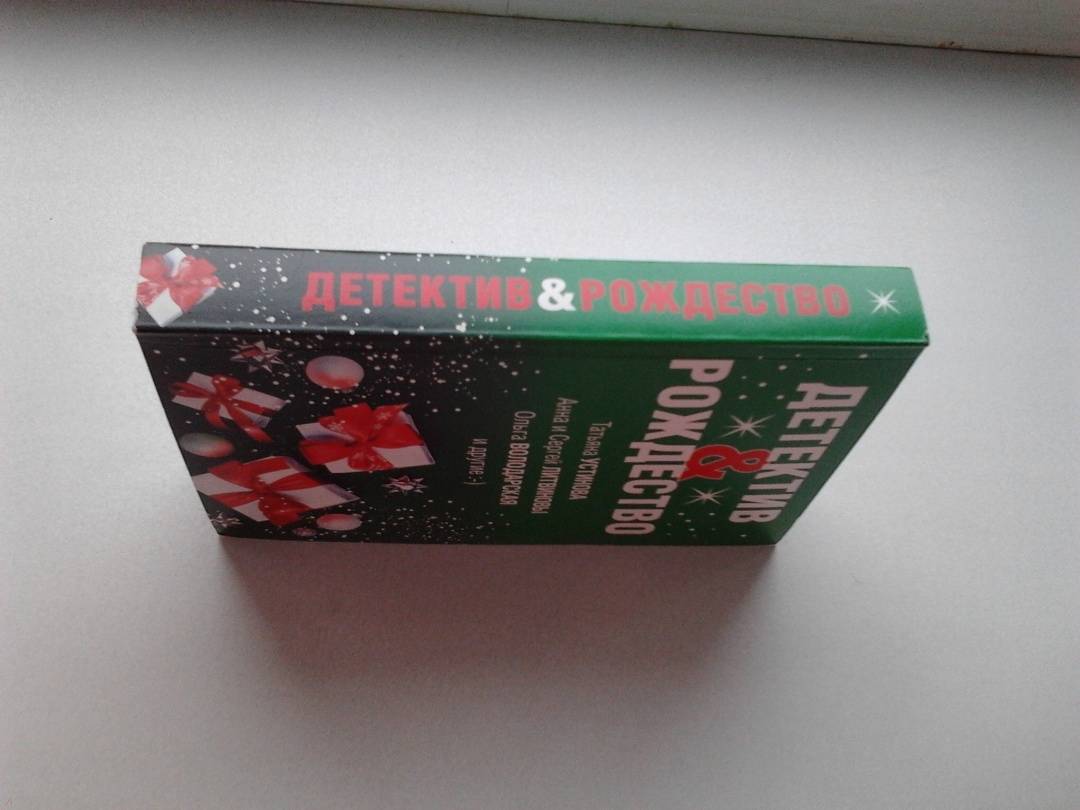 ДЕТЕКТИВ&РОЖДЕСТВО
ДЕТЕКТИВ
&
РОЖДЕСТВО
Татьяна УСТИНОВА
Анна и Сергей ЛИТВИНОВЫ
Ольга ВОЛОДАРСКАЯ
и другие :-)